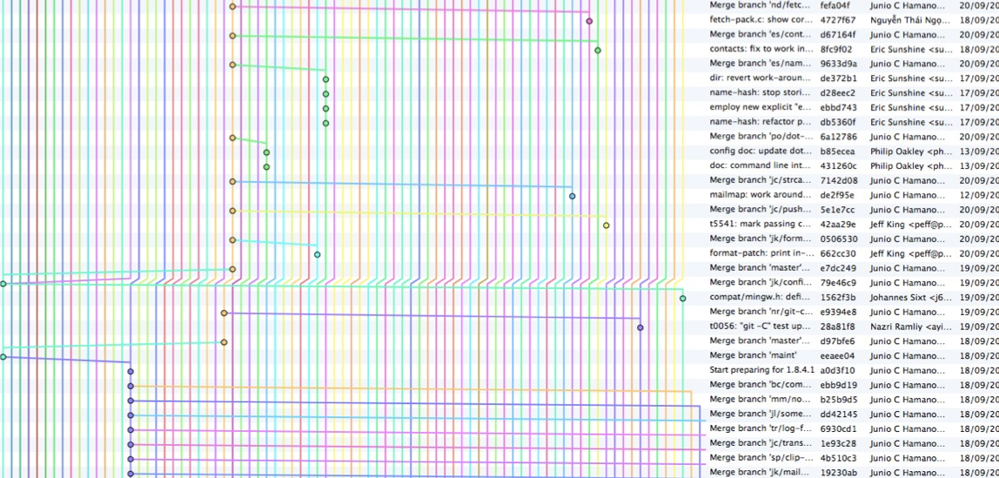 Merge branch 'nd/fetc... fefa04f Junio C Hamano... 20/09/20
fetch-pack.c: show cor... 4727f67 Nguyễn Thái Ngọ... 18/09/20
Merge branch 'es/cont... d67164f Junio C Hamano... 20/09/20
contacts: fix to work in... 8fc9f02 Eric Sunshine <su... 18/09/20
Merge branch 'es/nam... 9633d9a Junio C Hamano... 20/09/20
dir: revert work-aroun... de372b1 Eric Sunshine <su... 17/09/20
name-hash: stop stori... d28eec2 Eric Sunshine <su... 17/09/20
employ new explicit "e... ebbd743 Eric Sunshine <su... 17/09/20
name-hash: refactor p... db5360f Eric Sunshine <su... 17/09/20
Merge branch 'po/dot-... 6a12786 Junio C Hamano... 20/09/20
config doc: update dot... b85ecea Philip Oakley <ph... 13/09/20
doc: command line int... 431260c Philip Oakley <ph... 13/09/20
Merge branch 'jc/strca... 7142d08 Junio C Hamano... 20/09/20
mailmap: work around... de2f95e Junio C Hamano... 12/09/20
Merge branch 'jc/push... 5e1e7cc Junio C Hamano... 20/09/20
t5541: mark passing c... 42aa29e Jeff King <peff@p... 20/09/20
Merge branch 'jk/form... 0506530 Junio C Hamano... 20/09/20
format-patch: print in-... 662cc30 Jeff King <peff@p... 20/09/20
Merge branch 'master'... e7dc249 Junio C Hamano... 19/09/20
Merge branch 'jk/confi... 79e46c9 Junio C Hamano... 19/09/20
compat/mingw.h: defi... 1562f3b Johannes Sixt <j6... 19/09/20
Merge branch 'nr/git-c... e9394e8 Junio C Hamano... 19/09/20
t0056: "git -C" test up... 28a81f8 Nazri Ramliy <ayi... 19/09/20
Merge branch 'master'... d97bfe6 Junio C Hamano... 18/09/20
Merge branch 'maint' eeaee04 Junio C Hamano... 18/09/20
Start preparing for 1.8.4.1 a0d3f10 Junio C Hamano... 18/09/20
Merge branch 'bc/com... ebb9d19 Junio C Hamano... 18/09/20
Merge branch 'mm/no... b25b9d5 Junio C Hamano... 18/09/20
Merge branch 'jl/some... dd42145 Junio C Hamano... 18/09/20
Merge branch 'tr/log-f... 6930cd1 Junio C Hamano... 18/09/20
Merge branch 'jc/trans... 1e93c28 Junio C Hamano... 18/09/20
Merge branch 'sp/clip-... 4b510c3 Junio C Hamano... 18/09/20
Merge branch 'jk/mail... 19230ab Junio C Hamano... 18/09/20